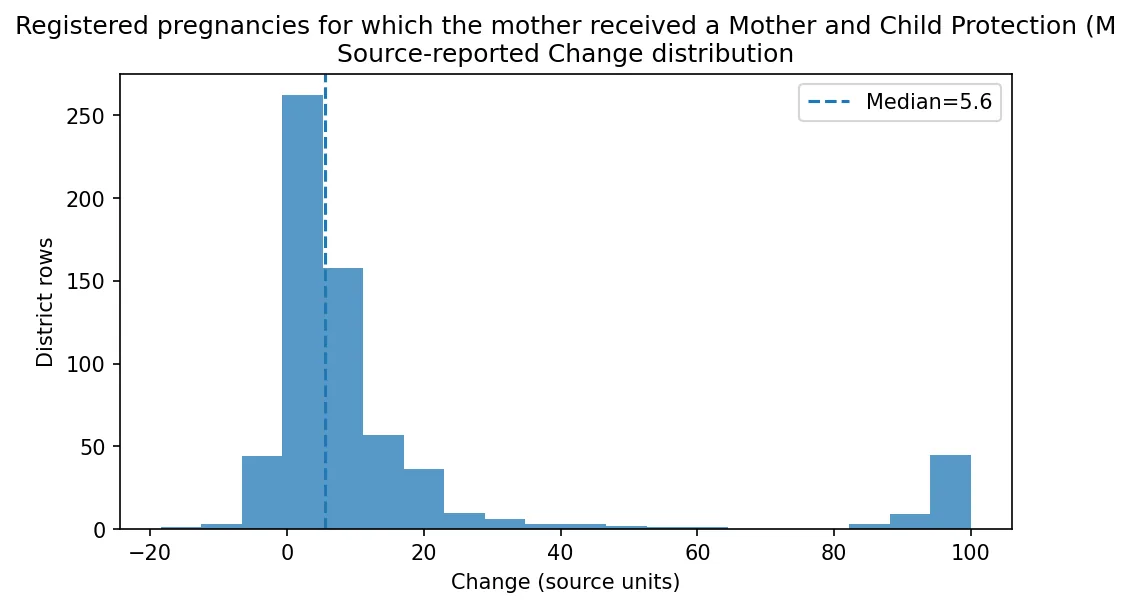 Registered pregnancies for which the mother received a Mother and Child Protection (M
Source-reported Change distribution
Median=5.6
District rows
250
200
150
100
50
0
−20
0
20
40
60
80
100
Change (source units)